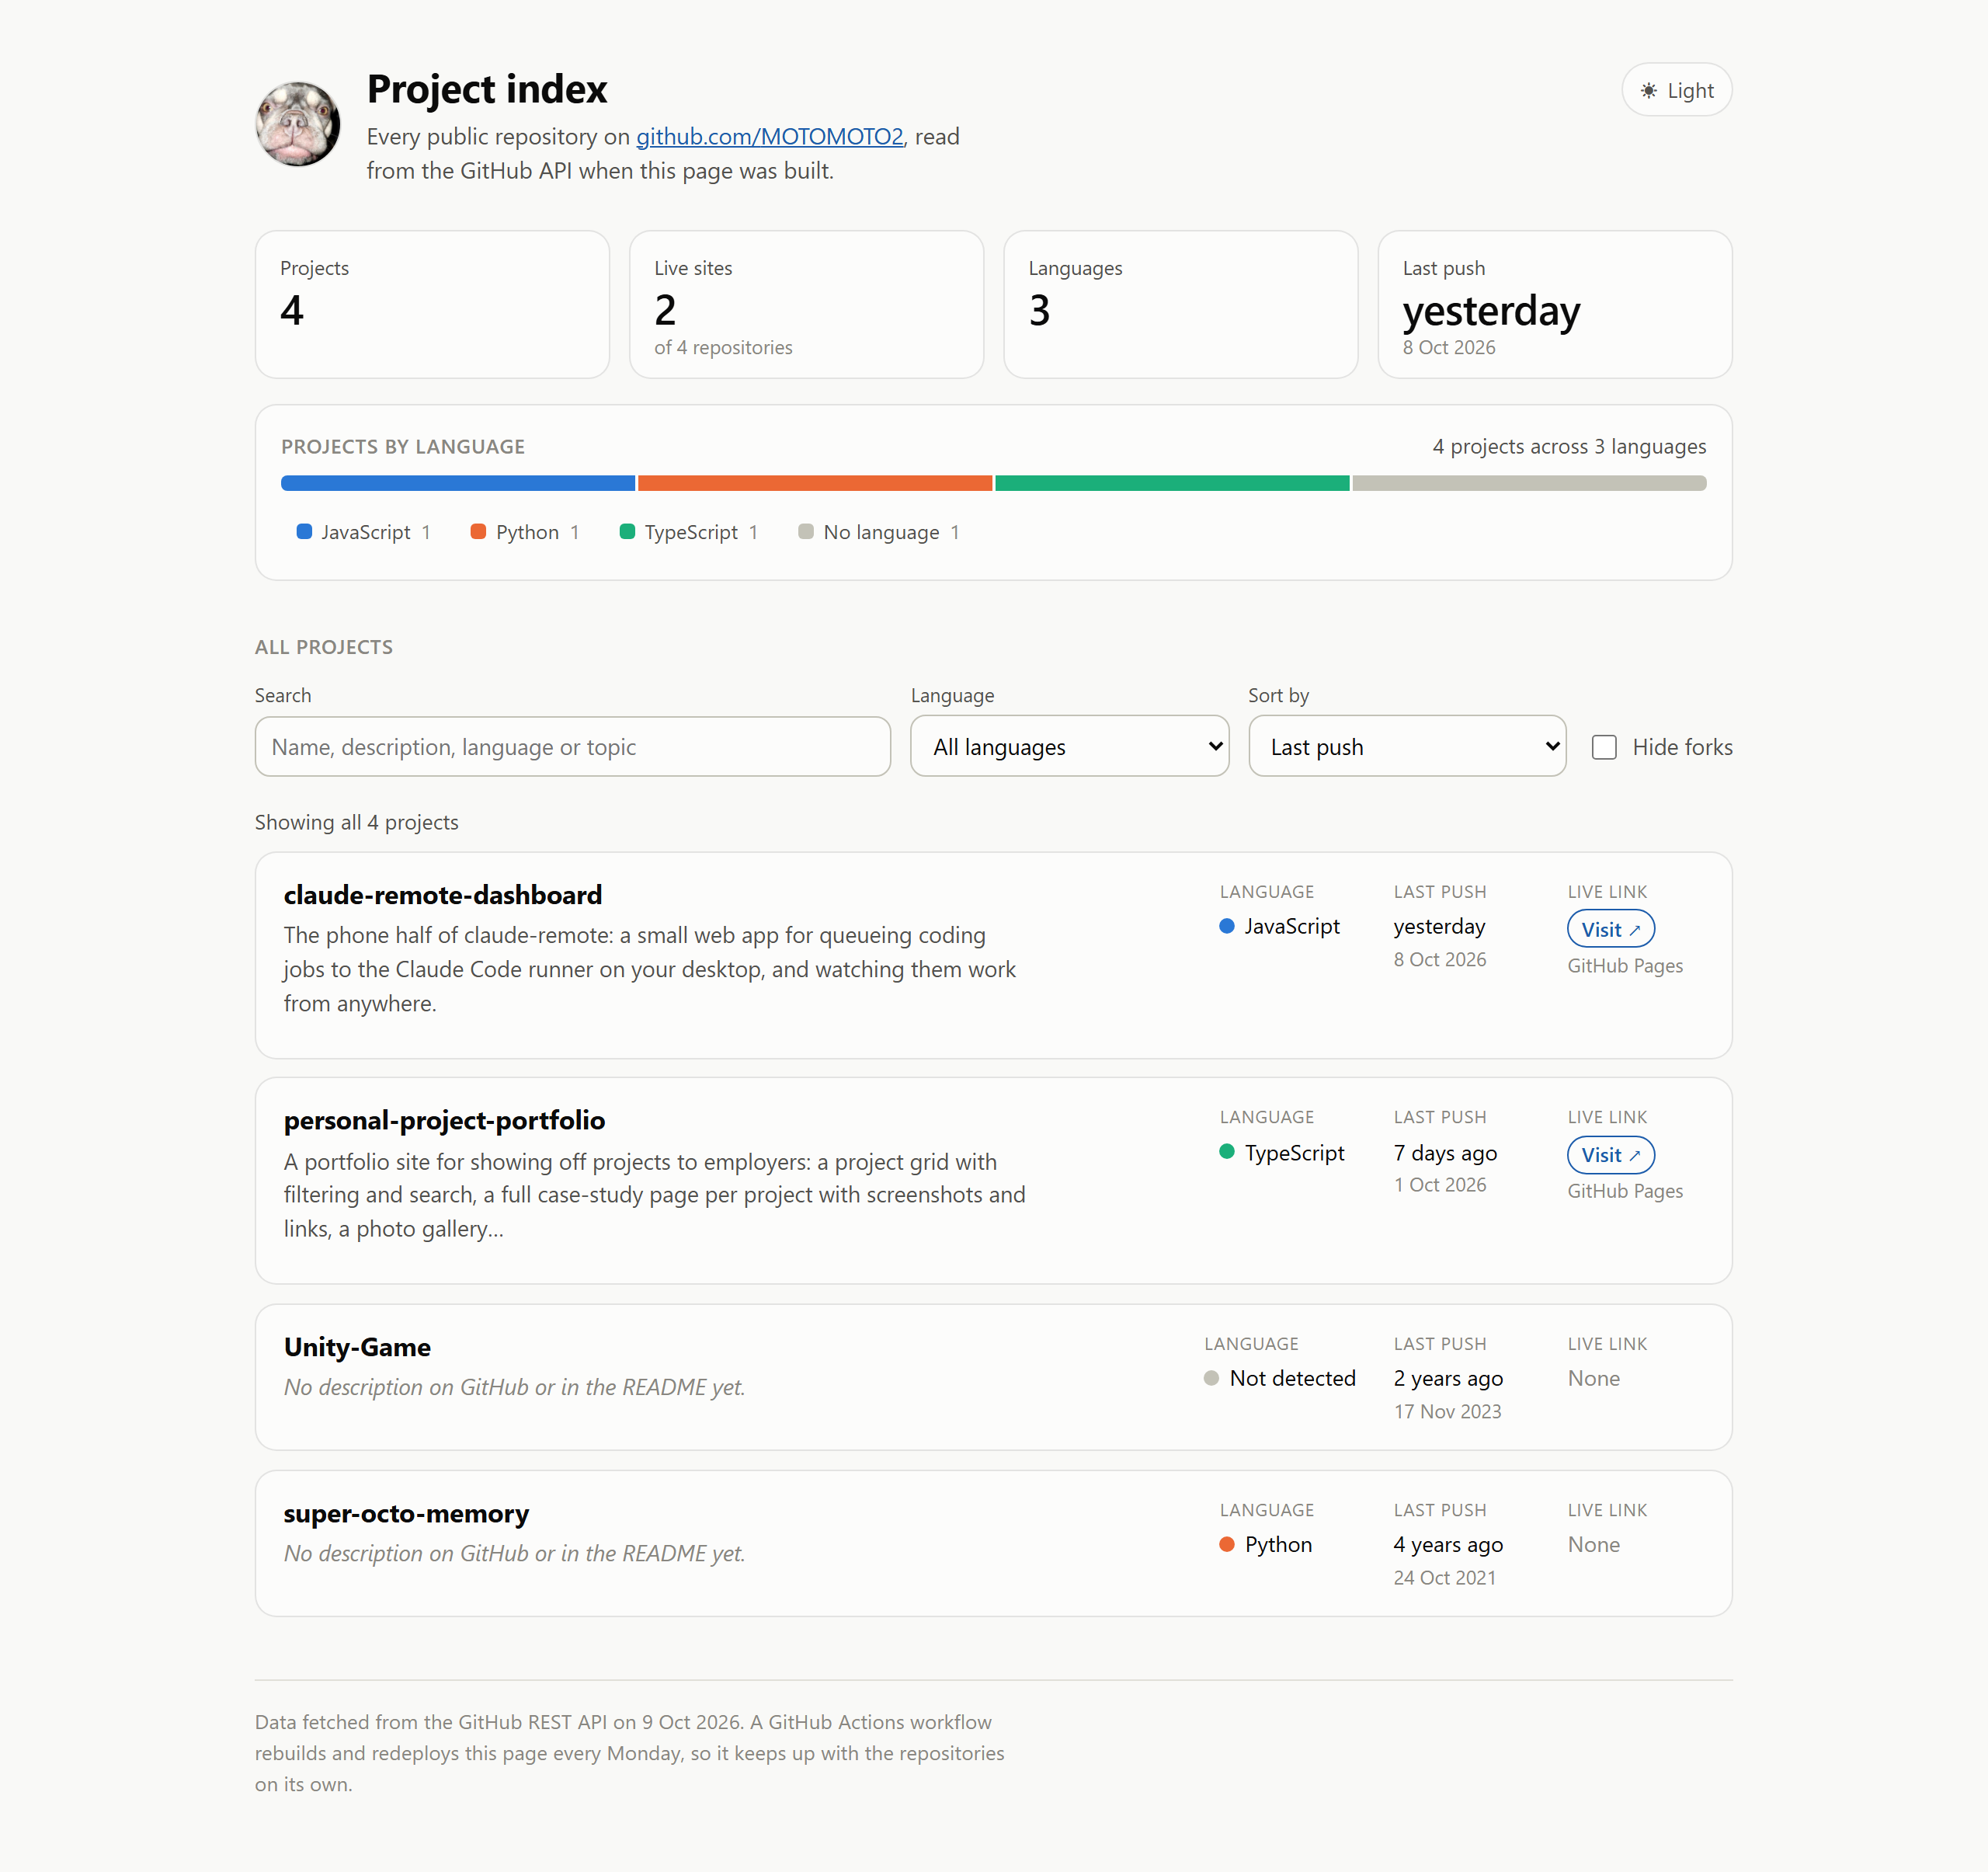 Project index
Every public repository on github.com/MOTOMOTO2, read
from the GitHub API when this page was built.
☀ Light
Projects
4
Live sites
2
of 4 repositories
Languages
3
Last push
yesterday
8 Oct 2026
PROJECTS BY LANGUAGE
4 projects across 3 languages
JavaScript 1
Python 1
TypeScript 1
No language 1
ALL PROJECTS
Search
Name, description, language or topic
Language
All languages
Sort by
Last push
Hide forks
Showing all 4 projects
claude-remote-dashboard
The phone half of claude-remote: a small web app for queueing coding
jobs to the Claude Code runner on your desktop, and watching them work
from anywhere.
LANGUAGE
JavaScript
LAST PUSH
yesterday
8 Oct 2026
LIVE LINK
Visit ↗
GitHub Pages
personal-project-portfolio
A portfolio site for showing off projects to employers: a project grid with
filtering and search, a full case-study page per project with screenshots and
links, a photo gallery…
LANGUAGE
TypeScript
LAST PUSH
7 days ago
1 Oct 2026
LIVE LINK
Visit ↗
GitHub Pages
Unity-Game
No description on GitHub or in the README yet.
LANGUAGE
Not detected
LAST PUSH
2 years ago
17 Nov 2023
LIVE LINK
None
super-octo-memory
No description on GitHub or in the README yet.
LANGUAGE
Python
LAST PUSH
4 years ago
24 Oct 2021
LIVE LINK
None
Data fetched from the GitHub REST API on 9 Oct 2026. A GitHub Actions workflow
rebuilds and redeploys this page every Monday, so it keeps up with the repositories
on its own.